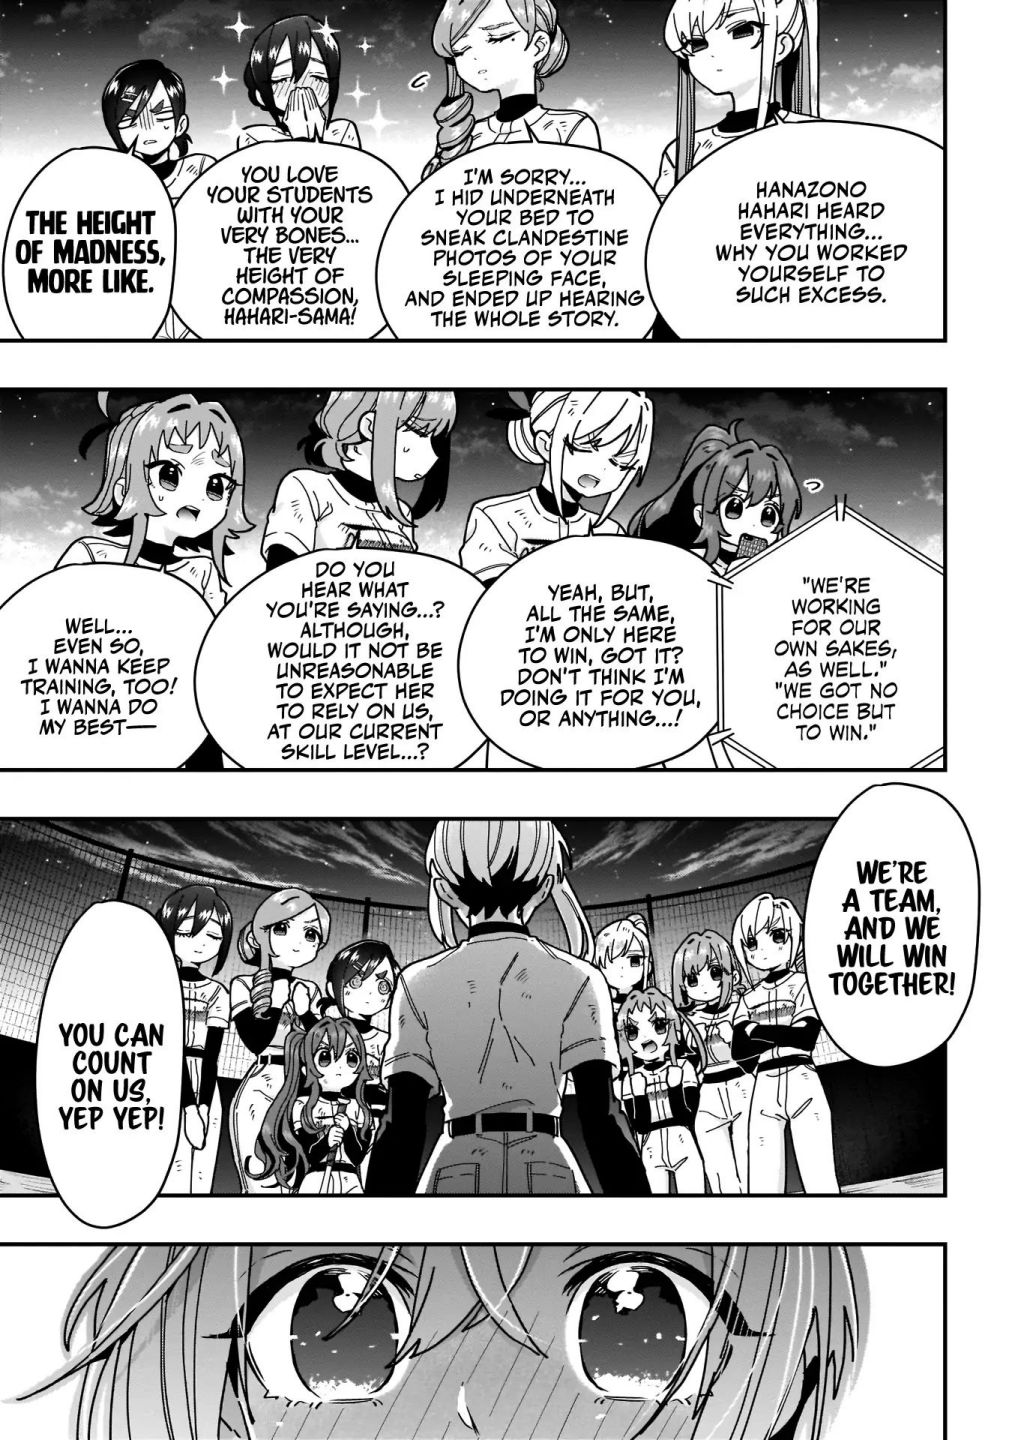 HANAZONO
HAHARI HEARD
EVERYTHING...
WHY YOU WORKED
YOURSELF TO
SUCH EXCESS.
I'M SORRY...
I HID UNDERNEATH
YOUR BED TO
SNEAK CLANDESTINE
PHOTOS OF YOUR
SLEEPING FACE,
AND ENDED UP HEARING
THE WHOLE STORY.
YOU LOVE
YOUR STUDENTS
WITH YOUR
VERY BONES...
THE VERY
HEIGHT OF
COMPASSION,
HAHARI-SAMA!
THE HEIGHT
OF MADNESS,
MORE LIKE.
"WE'RE
WORKING
FOR OUR
OWN SAKES,
AS WELL."
"WE GOT NO
CHOICE BUT
TO WIN."
YEAH, BUT,
ALL THE SAME,
I'M ONLY HERE
TO WIN, GOT IT?
DON'T THINK I'M
DOING IT FOR YOU,
OR ANYTHING...!
DO YOU
HEAR WHAT
YOU'RE SAYING...?
ALTHOUGH,
WOULD IT NOT BE
UNREASONABLE
TO EXPECT HER
TO RELY ON US,
AT OUR CURRENT
SKILL LEVEL...?
WELL...
EVEN SO,
I WANNA KEEP
TRAINING, TOO!
I WANNA DO
MY BEST——
WE'RE
A TEAM,
AND WE
WILL WIN
TOGETHER!
YOU CAN
COUNT
ON US,
YEP YEP!